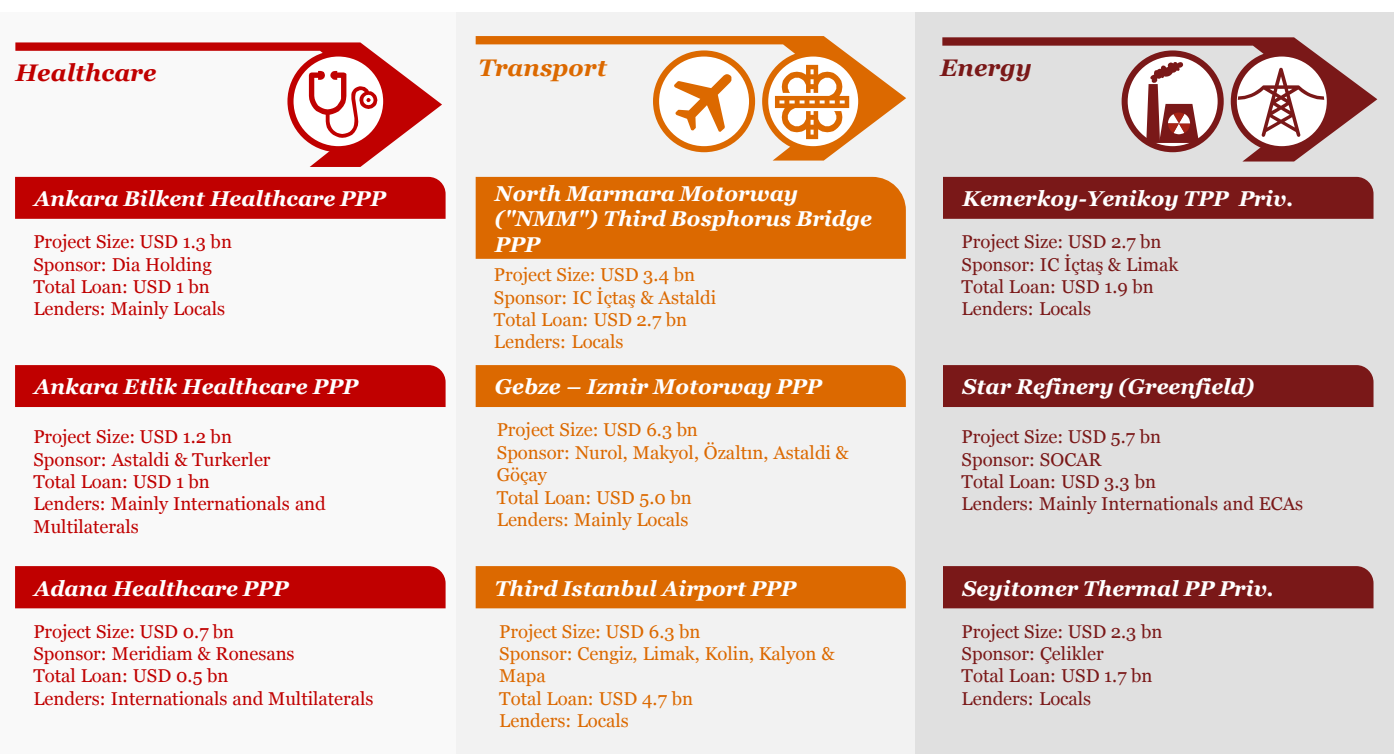 Healthcare
Ankara Bilkent Healthcare PPP
Project Size: USD 1.3 bn
Sponsor: Dia Holding
Total Loan: USD 1 bn
Lenders: Mainly Locals
Ankara Etlik Healthcare PPP
Project Size: USD 1.2 bn
Sponsor: Astaldi & Turkerler
Total Loan: USD 1 bn
Lenders: Mainly Internationals and
Multilaterals
Adana Healthcare PPP
Project Size: USD 0.7 bn
Sponsor: Meridiam & Ronesans
Total Loan: USD 0.5 bn
Lenders: Internationals and Multilaterals
Transport
North Marmara Motorway
("NMM") Third Bosphorus Bridge
PPP
Project Size: USD 3.4 bn
Sponsor: IC İçtaş & Astaldi
Total Loan: USD 2.7 bn
Lenders: Locals
Gebze – Izmir Motorway PPP
Project Size: USD 6.3 bn
Sponsor: Nurol, Makyol, Özaltın, Astaldi &
Göçay
Total Loan: USD 5.0 bn
Lenders: Mainly Locals
Third Istanbul Airport PPP
Project Size: USD 6.3 bn
Sponsor: Cengiz, Limak, Kolin, Kalyon &
Mapa
Total Loan: USD 4.7 bn
Lenders: Locals
Energy
Kemerkoy-Yenikoy TPP Priv.
Project Size: USD 2.7 bn
Sponsor: IC İçtaş & Limak
Total Loan: USD 1.9 bn
Lenders: Locals
Star Refinery (Greenfield)
Project Size: USD 5.7 bn
Sponsor: SOCAR
Total Loan: USD 3.3 bn
Lenders: Mainly Internationals and ECAs
Seyitomer Thermal PP Priv.
Project Size: USD 2.3 bn
Sponsor: Çelikler
Total Loan: USD 1.7 bn
Lenders: Locals